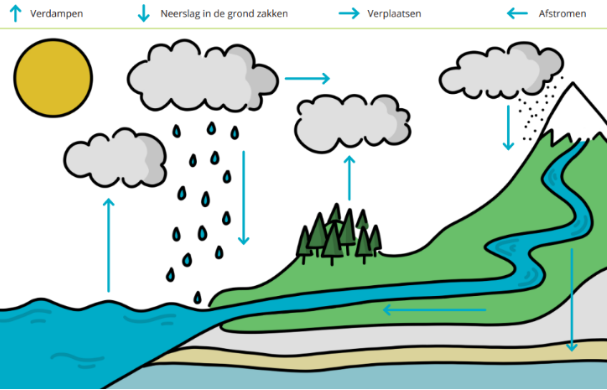 Verdampen
Neerslag in de grond zakken
Verplaatsen
Afstromen